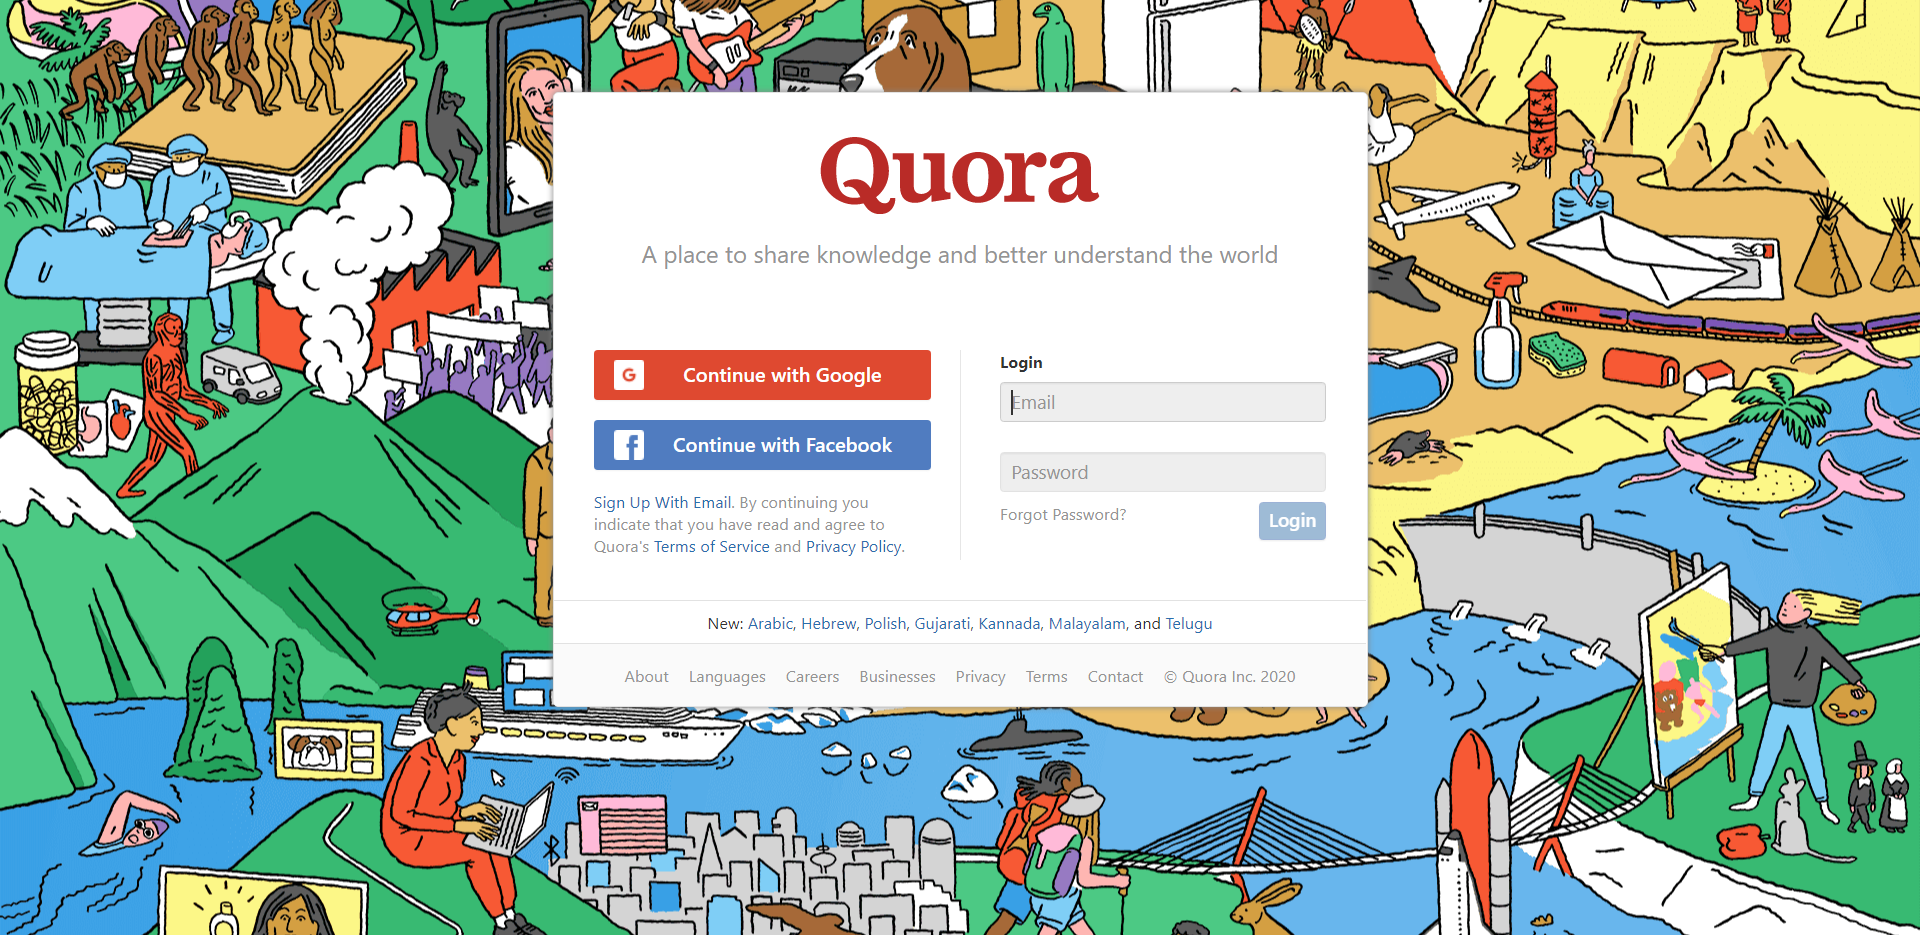 Quora
A place to share knowledge and better understand the world
G Continue with Google
f Continue with Facebook
Sign Up With Email. By continuing you
indicate that you have read and agree to
Quora's Terms of Service and Privacy Policy.
Login
Email
Password
Forgot Password?
Login
New: Arabic, Hebrew, Polish, Gujarati, Kannada, Malayalam, and Telugu
About Languages Careers Businesses Privacy Terms Contact © Quora Inc. 2020